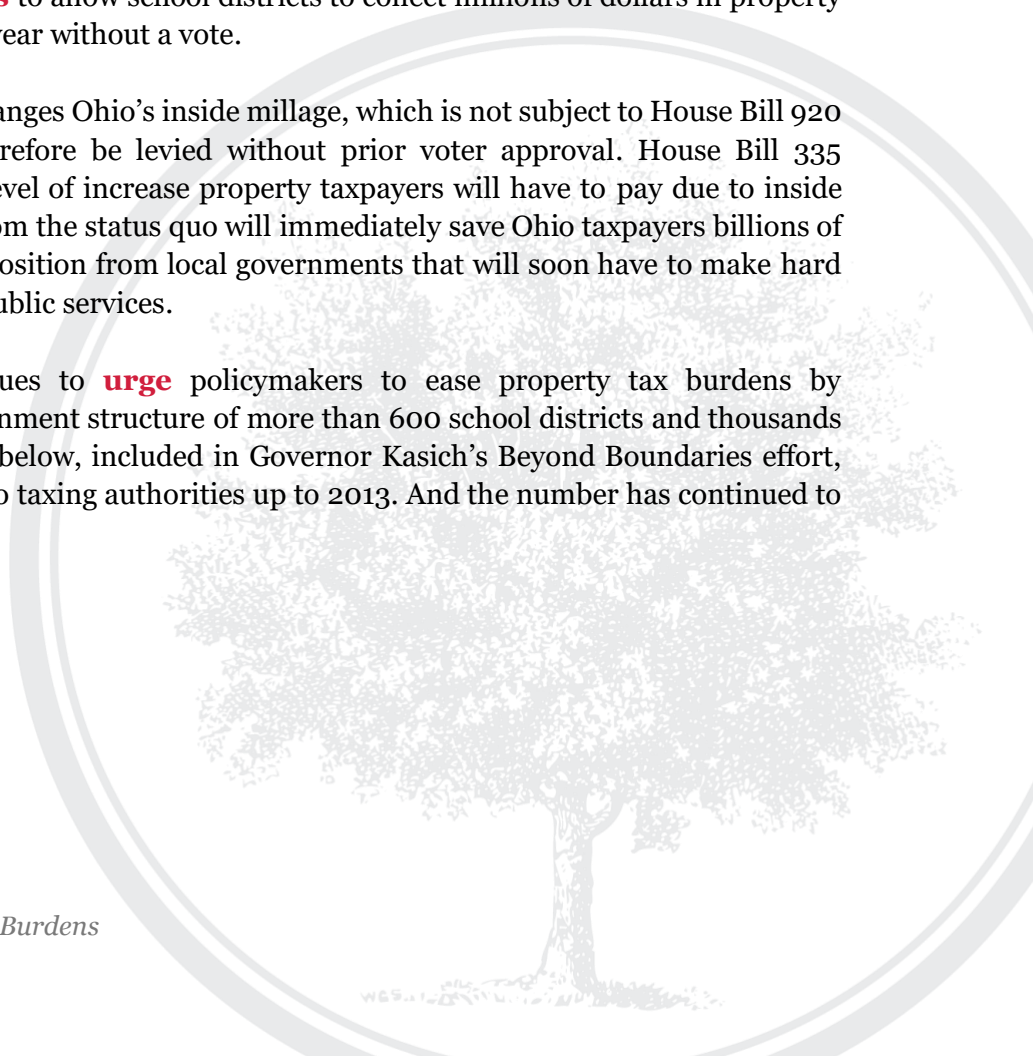 s to allow school districts to collect millions of dollars in property
year without a vote.
anges Ohio’s inside millage, which is not subject to House Bill 920
refore be levied without prior voter approval. House Bill 335
evel of increase property taxpayers will have to pay due to inside
om the status quo will immediately save Ohio taxpayers billions of
osition from local governments that will soon have to make hard
ublic services.
ues to urge policymakers to ease property tax burdens by
nment structure of more than 600 school districts and thousands
below, included in Governor Kasich’s Beyond Boundaries effort,
o taxing authorities up to 2013. And the number has continued to
Burdens